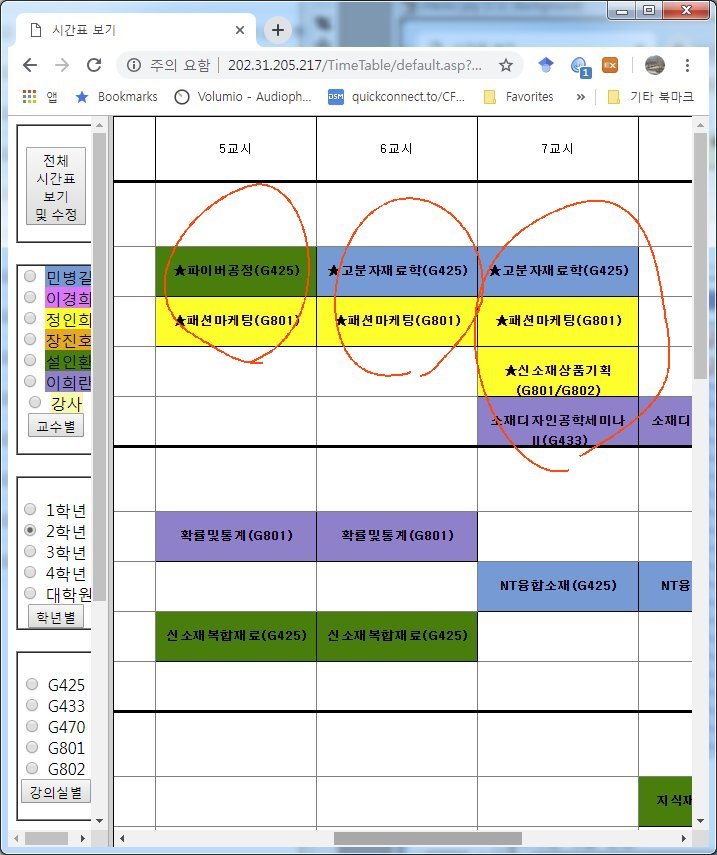 시간표 보기
주의 요함 | 202.31.205.217/TimeTable/default.asp?...
1
EX
앱 Bookmarks Volumio - Audioph... DSM quickconnect.to/CF... Favorites » 기타 북마크
전체
시간표
보기
및 수정
민병길
이경희
정인희
장진호
설인환
이희란
강사
교수별
1학년
2학년
3학년
4학년
대학원
학년별
G425
G433
G470
G801
G802
강의실별
5교시 6교시 7교시
★파이버공정(G425) ★고분자재료학(G425) ★고분자재료학(G425)
★패션마케팅(G801) ★패션마케팅(G801) ★패션마케팅(G801)
★신소재상품기획
(G801/G802)
소재디자인공학세미나 소재디
II(G433)
확률및통계(G801) 확률및통계(G801)
NT융합소재(G425) NT융
신소재복합재료(G425) 신소재복합재료(G425)
지식재